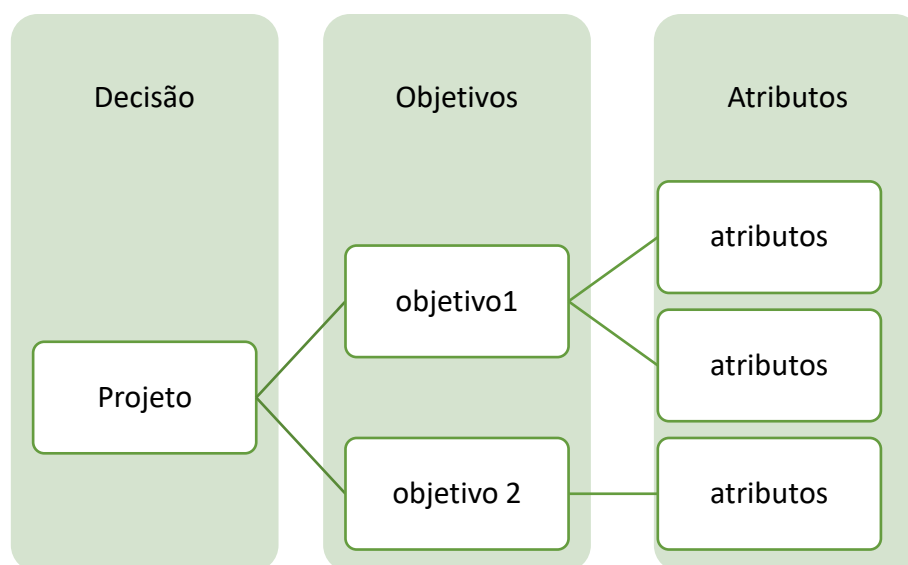 Decisão
Objetivos
Atributos
Projeto
objetivo1
objetivo 2
atributos
atributos
atributos